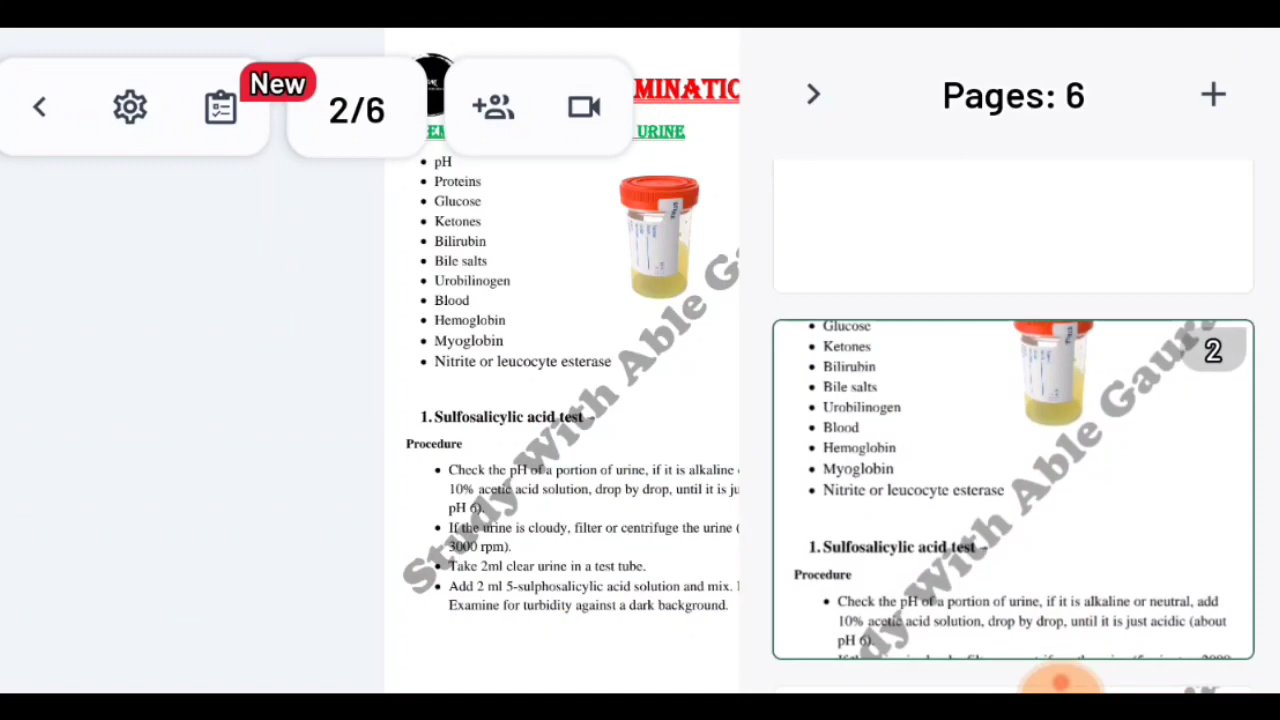 New
2/6
Pages: 6
MINATIO
URINE
pH
Proteins
Glucose
Ketones
Bilirubin
Bile salts
Urobilinogen
Blood
Hemoglobin
Myoglobin
Nitrite or leucocyte esterase
1. Sulfosalicylic acid test –
Procedure
Check the pH of a portion of urine, if it is alkaline
10% acetic acid solution, drop by drop, until it is ju
pH 6).
If the urine is cloudy, filter or centrifuge the urine (
3000 rpm).
Take 2ml clear urine in a test tube.
Add 2 ml 5-sulphosalicylic acid solution and mix.
Examine for turbidity against a dark background.
Study With Able G
2
Glucose
Ketones
Bilirubin
Bile salts
Urobilinogen
Blood
Hemoglobin
Myoglobin
Nitrite or leucocyte esterase
1. Sulfosalicylic acid test –
Procedure
Check the pH of a portion of urine, if it is alkaline or neutral, add
10% acetic acid solution, drop by drop, until it is just acidic (about
pH 6).
dy With Able Gaura